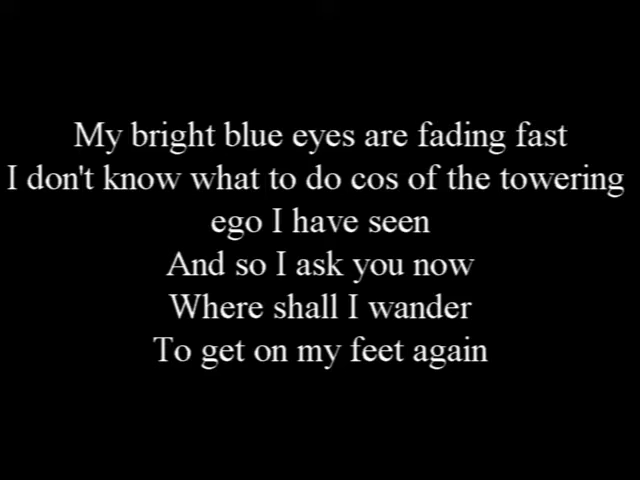 My bright blue eyes are fading fast
I don't know what to do cos of the towering
ego I have seen
And so I ask you now
Where shall I wander
To get on my feet again